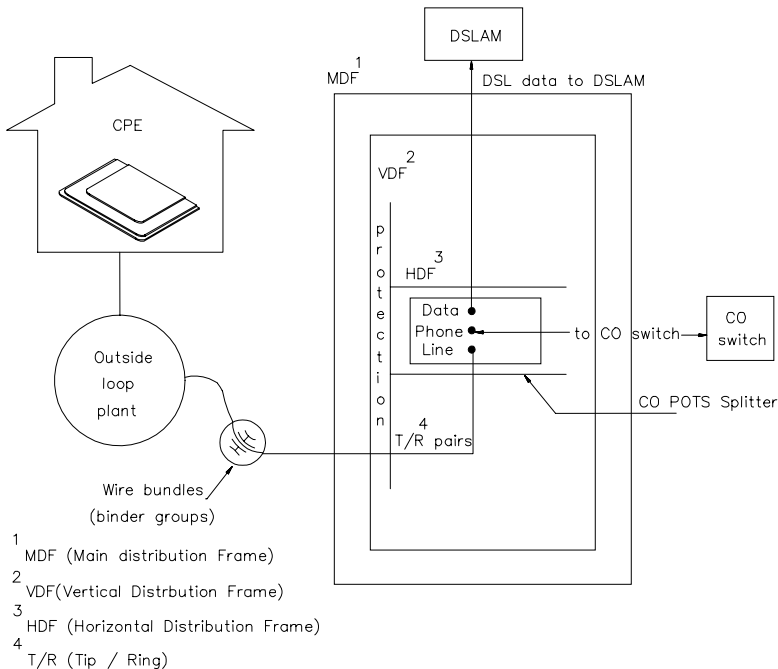 DSLAM
MDF 1
DSL data to DSLAM
CPE
VDF 2
protection
HDF 3
Data
Phone
Line
to CO switch
CO
switch
Outside
loop
plant
CO POTS Splitter
4
T/R pairs
Wire bundles
(binder groups)
1 MDF (Main distribution Frame)
2 VDF(Vertical Distrbution Frame)
3 HDF (Horizontal Distribution Frame)
4 T/R (Tip / Ring)